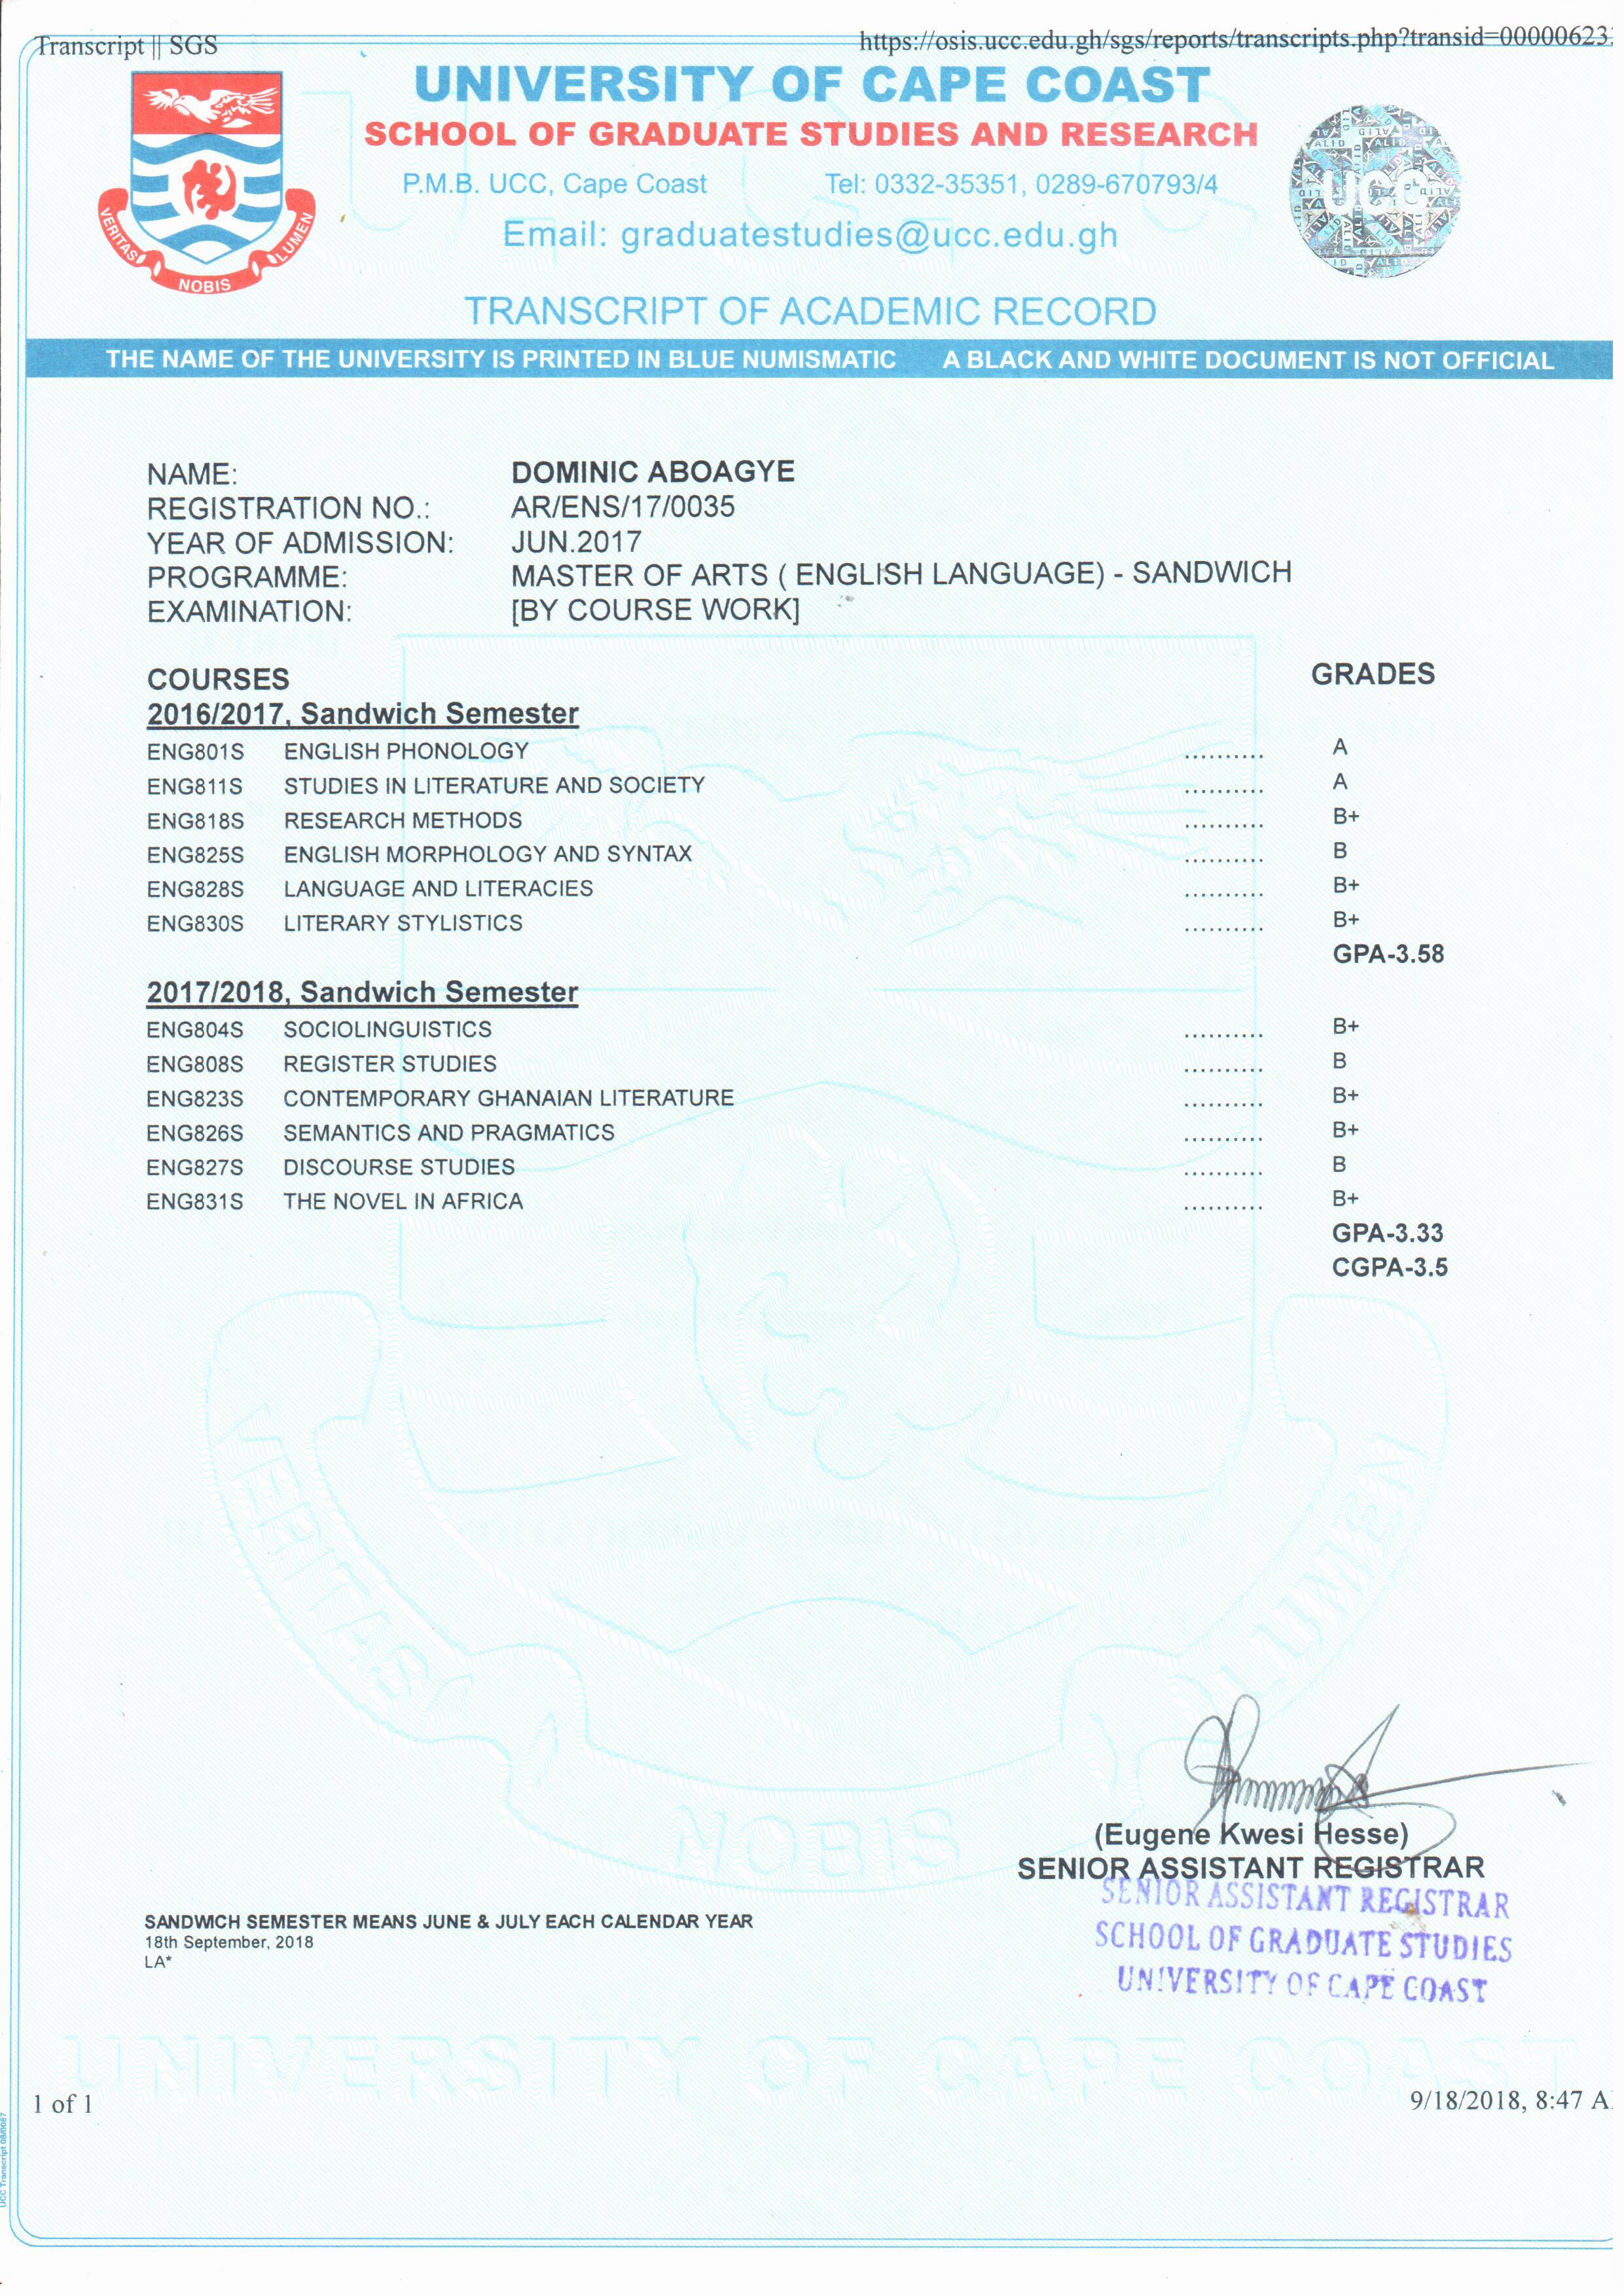 Transcript || SGS
https://osis.ucc.edu.gh/sgs/reports/transcripts.php?transid=00000623
UNIVERSITY OF CAPE COAST
SCHOOL OF GRADUATE STUDIES AND RESEARCH
P.M.B. UCC, Cape Coast Tel: 0332-35351, 0289-670793/4
Email: graduatestudies@ucc.edu.gh
VERITAS NOBIS LUMEN
UCC
VALID
TRANSCRIPT OF ACADEMIC RECORD
THE NAME OF THE UNIVERSITY IS PRINTED IN BLUE NUMISMATIC A BLACK AND WHITE DOCUMENT IS NOT OFFICIAL
NAME: DOMINIC ABOAGYE
REGISTRATION NO.: AR/ENS/17/0035
YEAR OF ADMISSION: JUN.2017
PROGRAMME: MASTER OF ARTS ( ENGLISH LANGUAGE) - SANDWICH
EXAMINATION: [BY COURSE WORK]
COURSES GRADES
2016/2017, Sandwich Semester
ENG801S ENGLISH PHONOLOGY .......... A
ENG811S STUDIES IN LITERATURE AND SOCIETY .......... A
ENG818S RESEARCH METHODS .......... B+
ENG825S ENGLISH MORPHOLOGY AND SYNTAX .......... B
ENG828S LANGUAGE AND LITERACIES .......... B+
ENG830S LITERARY STYLISTICS .......... B+
GPA-3.58
2017/2018, Sandwich Semester
ENG804S SOCIOLINGUISTICS .......... B+
ENG808S REGISTER STUDIES .......... B
ENG823S CONTEMPORARY GHANAIAN LITERATURE .......... B+
ENG826S SEMANTICS AND PRAGMATICS .......... B+
ENG827S DISCOURSE STUDIES .......... B
ENG831S THE NOVEL IN AFRICA .......... B+
GPA-3.33
CGPA-3.5
VERITAS NOBIS LUMEN
(Eugene Kwesi Hesse)
SENIOR ASSISTANT REGISTRAR
SENIOR ASSISTANT REGISTRAR
SCHOOL OF GRADUATE STUDIES
UNIVERSITY OF CAPE COAST
SANDWICH SEMESTER MEANS JUNE & JULY EACH CALENDAR YEAR
18th September, 2018
LA*
UNIVERSITY OF CAPE COAST
1 of 1
9/18/2018, 8:47 A
UCC Transcript